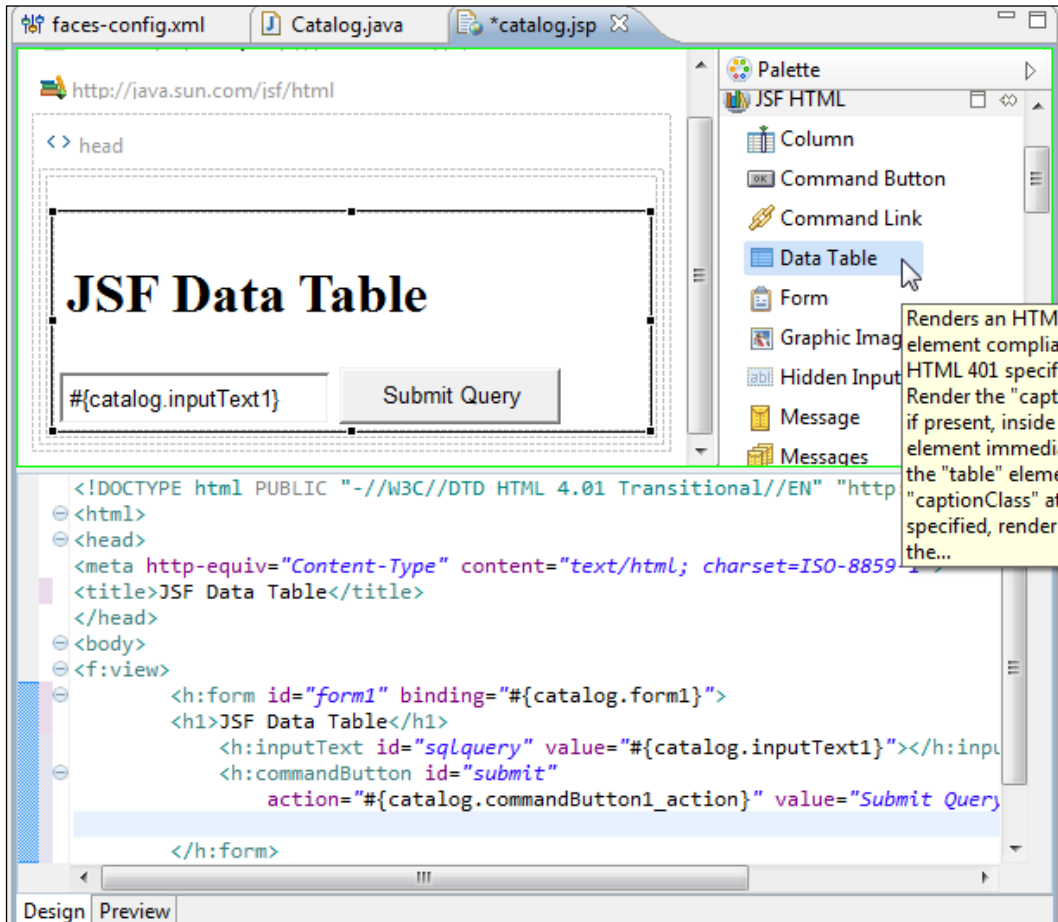 faces-config.xml
Catalog.java
*catalog.jsp
http://java.sun.com/jsf/html
head
JSF Data Table
#{catalog.inputText1}
Submit Query
Palette
JSF HTML
Column
OK Command Button
Command Link
Data Table
Form
Graphic Imag
abl Hidden Input
Message
Messages
Renders an HTM
element complia
HTML 401 specif
Render the "capt
if present, inside
element immedia
the "table" eleme
"captionClass" at
specified, render
the...
<!DOCTYPE html PUBLIC "-//W3C//DTD HTML 4.01 Transitional//EN" "http
<html>
<head>
<meta http-equiv="Content-Type" content="text/html; charset=ISO-8859-1">
<title>JSF Data Table</title>
</head>
<body>
<f:view>
<h:form id="form1" binding="#{catalog.form1}">
<h1>JSF Data Table</h1>
<h:inputText id="sqlquery" value="#{catalog.inputText1}"></h:inpu
<h:commandButton id="submit"
action="#{catalog.commandButton1_action}" value="Submit Query
</h:form>
Design
Preview